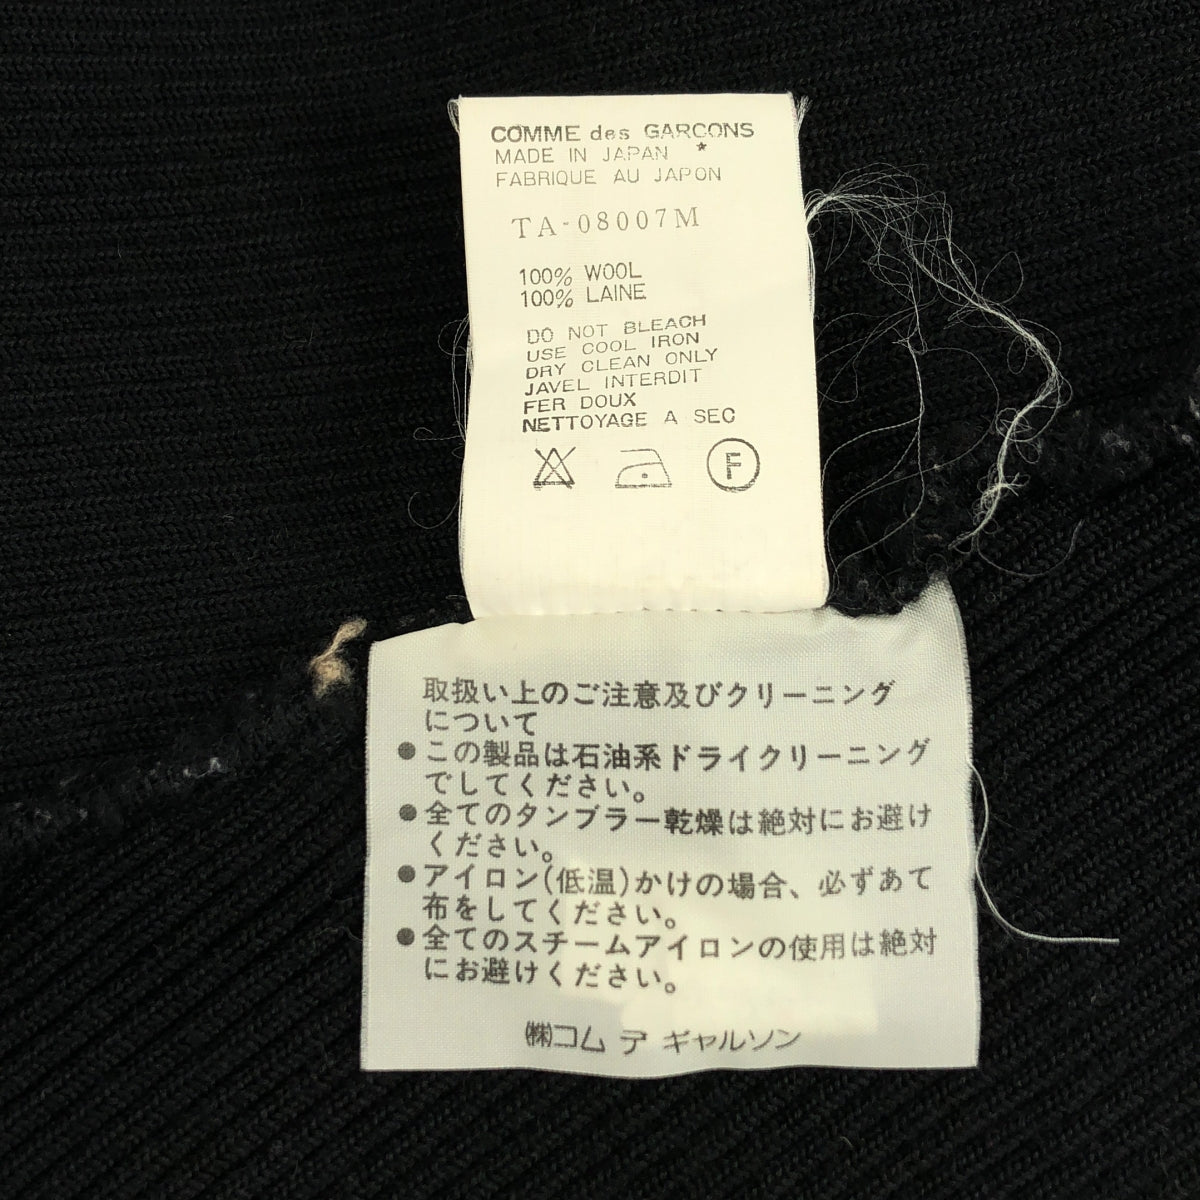 COMME des GARCONS
MADE IN JAPAN ★
FABRIQUE AU JAPON
TA-08007M
100% WOOL
100% LAINE
DO NOT BLEACH
USE COOL IRON
DRY CLEAN ONLY
JAVEL INTERDIT
FER DOUX
NETTOYAGE A SEC
F
取扱い上のご注意及びクリーニング
について
●この製品は石油系ドライクリーニング
でしてください。
●全てのタンブラー乾燥は絶対にお避け
ください。
●アイロン(低温)かけの場合、必ずあて
布をしてください。
●全てのスチームアイロンの使用は絶対
にお避けください。
㈱コム デ ギャルソン